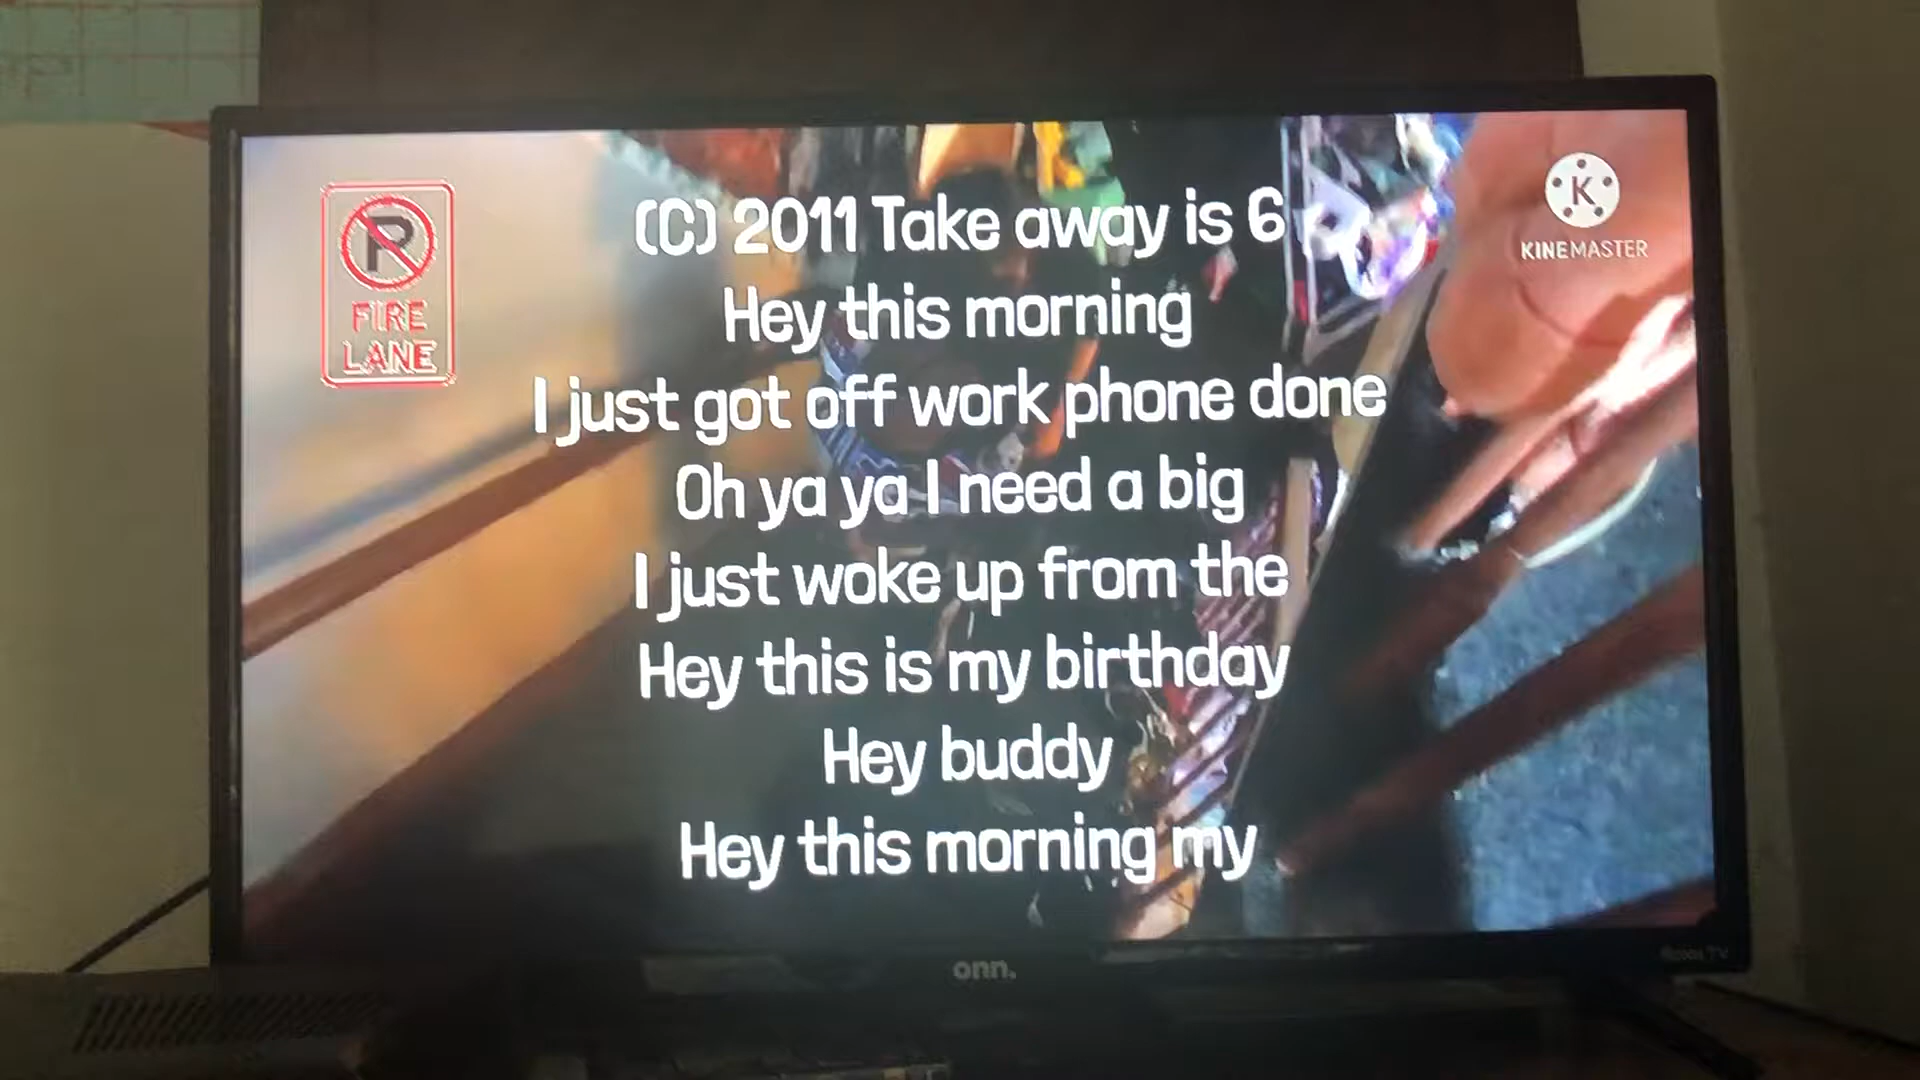 (C) 2011 Take away is 6
Hey this morning
I just got off work phone done
Oh ya ya I need a big
I just woke up from the
Hey this is my birthday
Hey buddy
Hey this morning my
P
FIRE
LANE
K
KINEMASTER
onn.
Roku TV